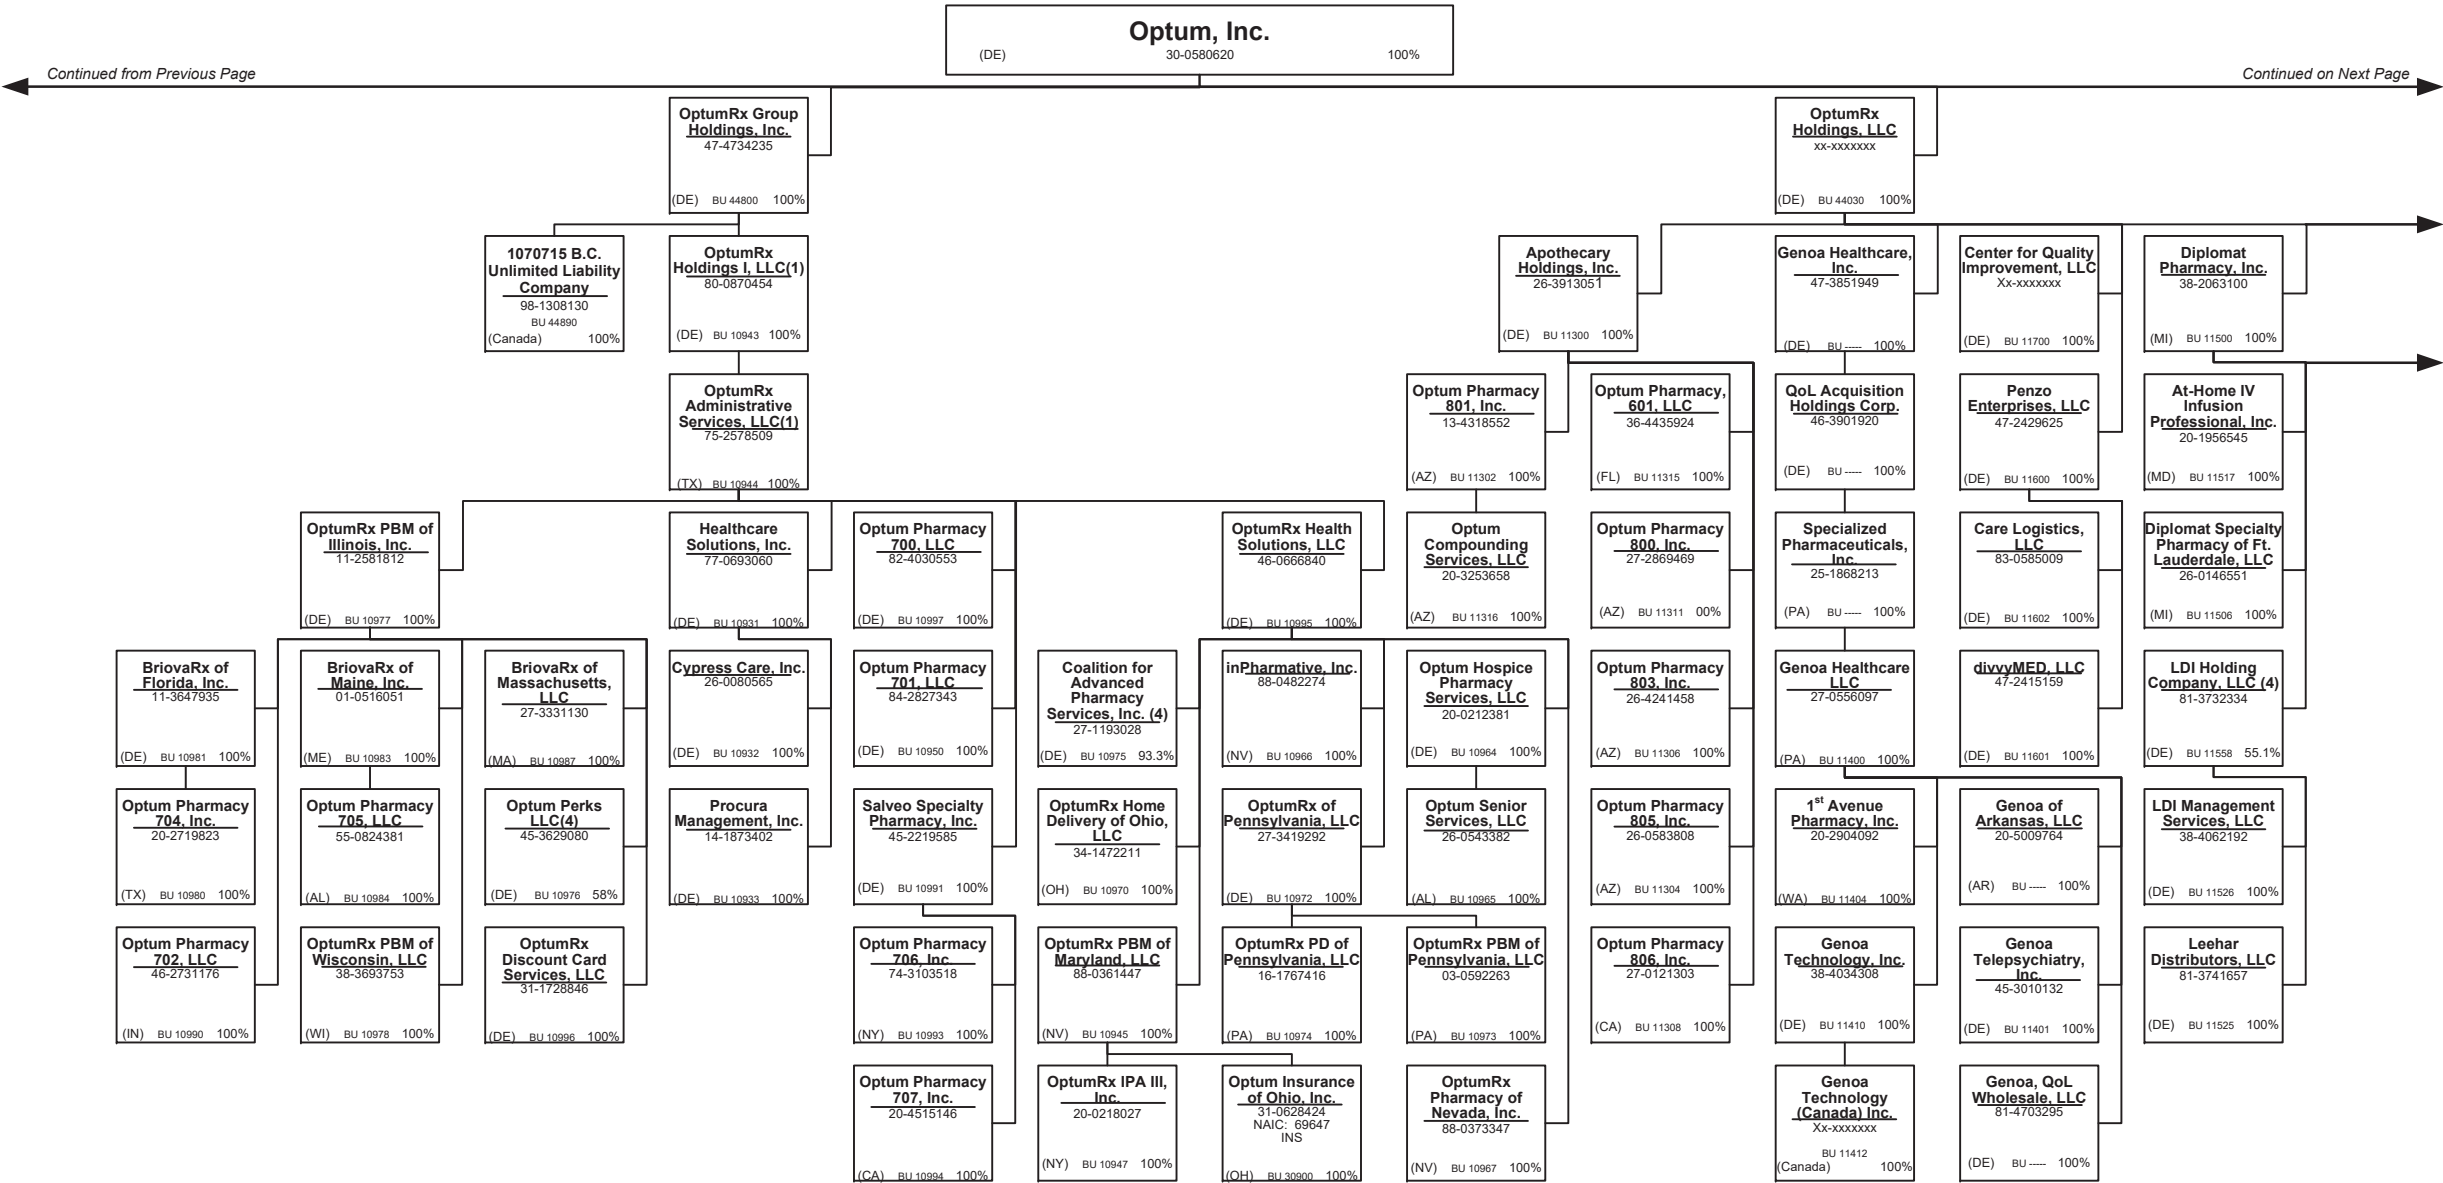 Optum, Inc.
(DE) 30-0580620 100%
Continued from Previous Page
Continued on Next Page
OptumRx Group
Holdings, Inc.
47-4734235
(DE) BU 44800 100%
OptumRx
Holdings, LLC
xx-xxxxxxx
(DE) BU 44030 100%
1070715 B.C.
Unlimited Liability
Company
98-1308130
BU 44890
(Canada) 100%
OptumRx
Holdings I, LLC(1)
80-0870454
(DE) BU 10943 100%
Apothecary
Holdings, Inc.
26-3913051
(DE) BU 11300 100%
Genoa Healthcare,
Inc.
47-3851949
(DE) BU ----- 100%
Center for Quality
Improvement, LLC
Xx-xxxxxxx
(DE) BU 11700 100%
Diplomat
Pharmacy, Inc.
38-2063100
(MI) BU 11500 100%
OptumRx
Administrative
Services, LLC(1)
75-2578509
(TX) BU 10944 100%
Optum Pharmacy
801, Inc.
13-4318552
(AZ) BU 11302 100%
Optum Pharmacy,
601, LLC
36-4435924
(FL) BU 11315 100%
QoL Acquisition
Holdings Corp.
46-3901920
(DE) BU ----- 100%
Penzo
Enterprises, LLC
47-2429625
(DE) BU 11600 100%
At-Home IV
Infusion
Professional, Inc.
20-1956545
(MD) BU 11517 100%
OptumRx PBM of
Illinois, Inc.
11-2581812
(DE) BU 10977 100%
Healthcare
Solutions, Inc.
77-0693060
(DE) BU 10931 100%
Optum Pharmacy
700, LLC
82-4030553
(DE) BU 10997 100%
OptumRx Health
Solutions, LLC
46-0666840
(DE) BU 10995 100%
Optum
Compounding
Services, LLC
20-3253658
(AZ) BU 11316 100%
Optum Pharmacy
800, Inc.
27-2869469
(AZ) BU 11311 00%
Specialized
Pharmaceuticals,
Inc.
25-1868213
(PA) BU ----- 100%
Care Logistics,
LLC
83-0585009
(DE) BU 11602 100%
Diplomat Specialty
Pharmacy of Ft.
Lauderdale, LLC
26-0146551
(MI) BU 11506 100%
BriovaRx of
Florida, Inc.
11-3647935
(DE) BU 10981 100%
BriovaRx of
Maine, Inc.
01-0516051
(ME) BU 10983 100%
BriovaRx of
Massachusetts,
LLC
27-3331130
(MA) BU 10987 100%
Cypress Care, Inc.
26-0080565
(DE) BU 10932 100%
Optum Pharmacy
701, LLC
84-2827343
(DE) BU 10950 100%
Coalition for
Advanced
Pharmacy
Services, Inc. (4)
27-1193028
(DE) BU 10975 93.3%
inPharmative, Inc.
88-0482274
(NV) BU 10966 100%
Optum Hospice
Pharmacy
Services, LLC
20-0212381
(DE) BU 10964 100%
Optum Pharmacy
803, Inc.
26-4241458
(AZ) BU 11306 100%
Genoa Healthcare
LLC
27-0556097
(PA) BU 11400 100%
divvyMED, LLC
47-2415159
(DE) BU 11601 100%
LDI Holding
Company, LLC (4)
81-3732334
(DE) BU 11558 55.1%
Optum Pharmacy
704, Inc.
20-2719823
(TX) BU 10980 100%
Optum Pharmacy
705, LLC
55-0824381
(AL) BU 10984 100%
Optum Perks
LLC(4)
45-3629080
(DE) BU 10976 58%
Procura
Management, Inc.
14-1873402
(DE) BU 10933 100%
Salveo Specialty
Pharmacy, Inc.
45-2219585
(DE) BU 10991 100%
OptumRx Home
Delivery of Ohio,
LLC
34-1472211
(OH) BU 10970 100%
OptumRx of
Pennsylvania, LLC
27-3419292
(DE) BU 10972 100%
Optum Senior
Services, LLC
26-0543382
(AL) BU 10965 100%
Optum Pharmacy
805, Inc.
26-0583808
(AZ) BU 11304 100%
1st Avenue
Pharmacy, Inc.
20-2904092
(WA) BU 11404 100%
Genoa of
Arkansas, LLC
20-5009764
(AR) BU ----- 100%
LDI Management
Services, LLC
38-4062192
(DE) BU 11526 100%
Optum Pharmacy
702, LLC
46-2731176
(IN) BU 10990 100%
OptumRx PBM of
Wisconsin, LLC
38-3693753
(WI) BU 10978 100%
OptumRx
Discount Card
Services, LLC
31-1728846
(DE) BU 10996 100%
Optum Pharmacy
706, Inc.
74-3103518
(NY) BU 10993 100%
OptumRx PBM of
Maryland, LLC
88-0361447
(NV) BU 10945 100%
OptumRx PD of
Pennsylvania, LLC
16-1767416
(PA) BU 10974 100%
OptumRx PBM of
Pennsylvania, LLC
03-0592263
(PA) BU 10973 100%
Optum Pharmacy
806, Inc.
27-0121303
(CA) BU 11308 100%
Genoa
Technology, Inc.
38-4034308
(DE) BU 11410 100%
Genoa
Telepsychiatry,
Inc.
45-3010132
(DE) BU 11401 100%
Leehar
Distributors, LLC
81-3741657
(DE) BU 11525 100%
Optum Pharmacy
707, Inc.
20-4515146
(CA) BU 10994 100%
OptumRx IPA III,
Inc.
20-0218027
(NY) BU 10947 100%
Optum Insurance
of Ohio, Inc.
31-0628424
NAIC: 69647
INS
(OH) BU 30900 100%
OptumRx
Pharmacy of
Nevada, Inc.
88-0373347
(NV) BU 10967 100%
Genoa
Technology
(Canada) Inc.
Xx-xxxxxxx
BU 11412
(Canada) 100%
Genoa, QoL
Wholesale, LLC
81-4703295
(DE) BU ----- 100%